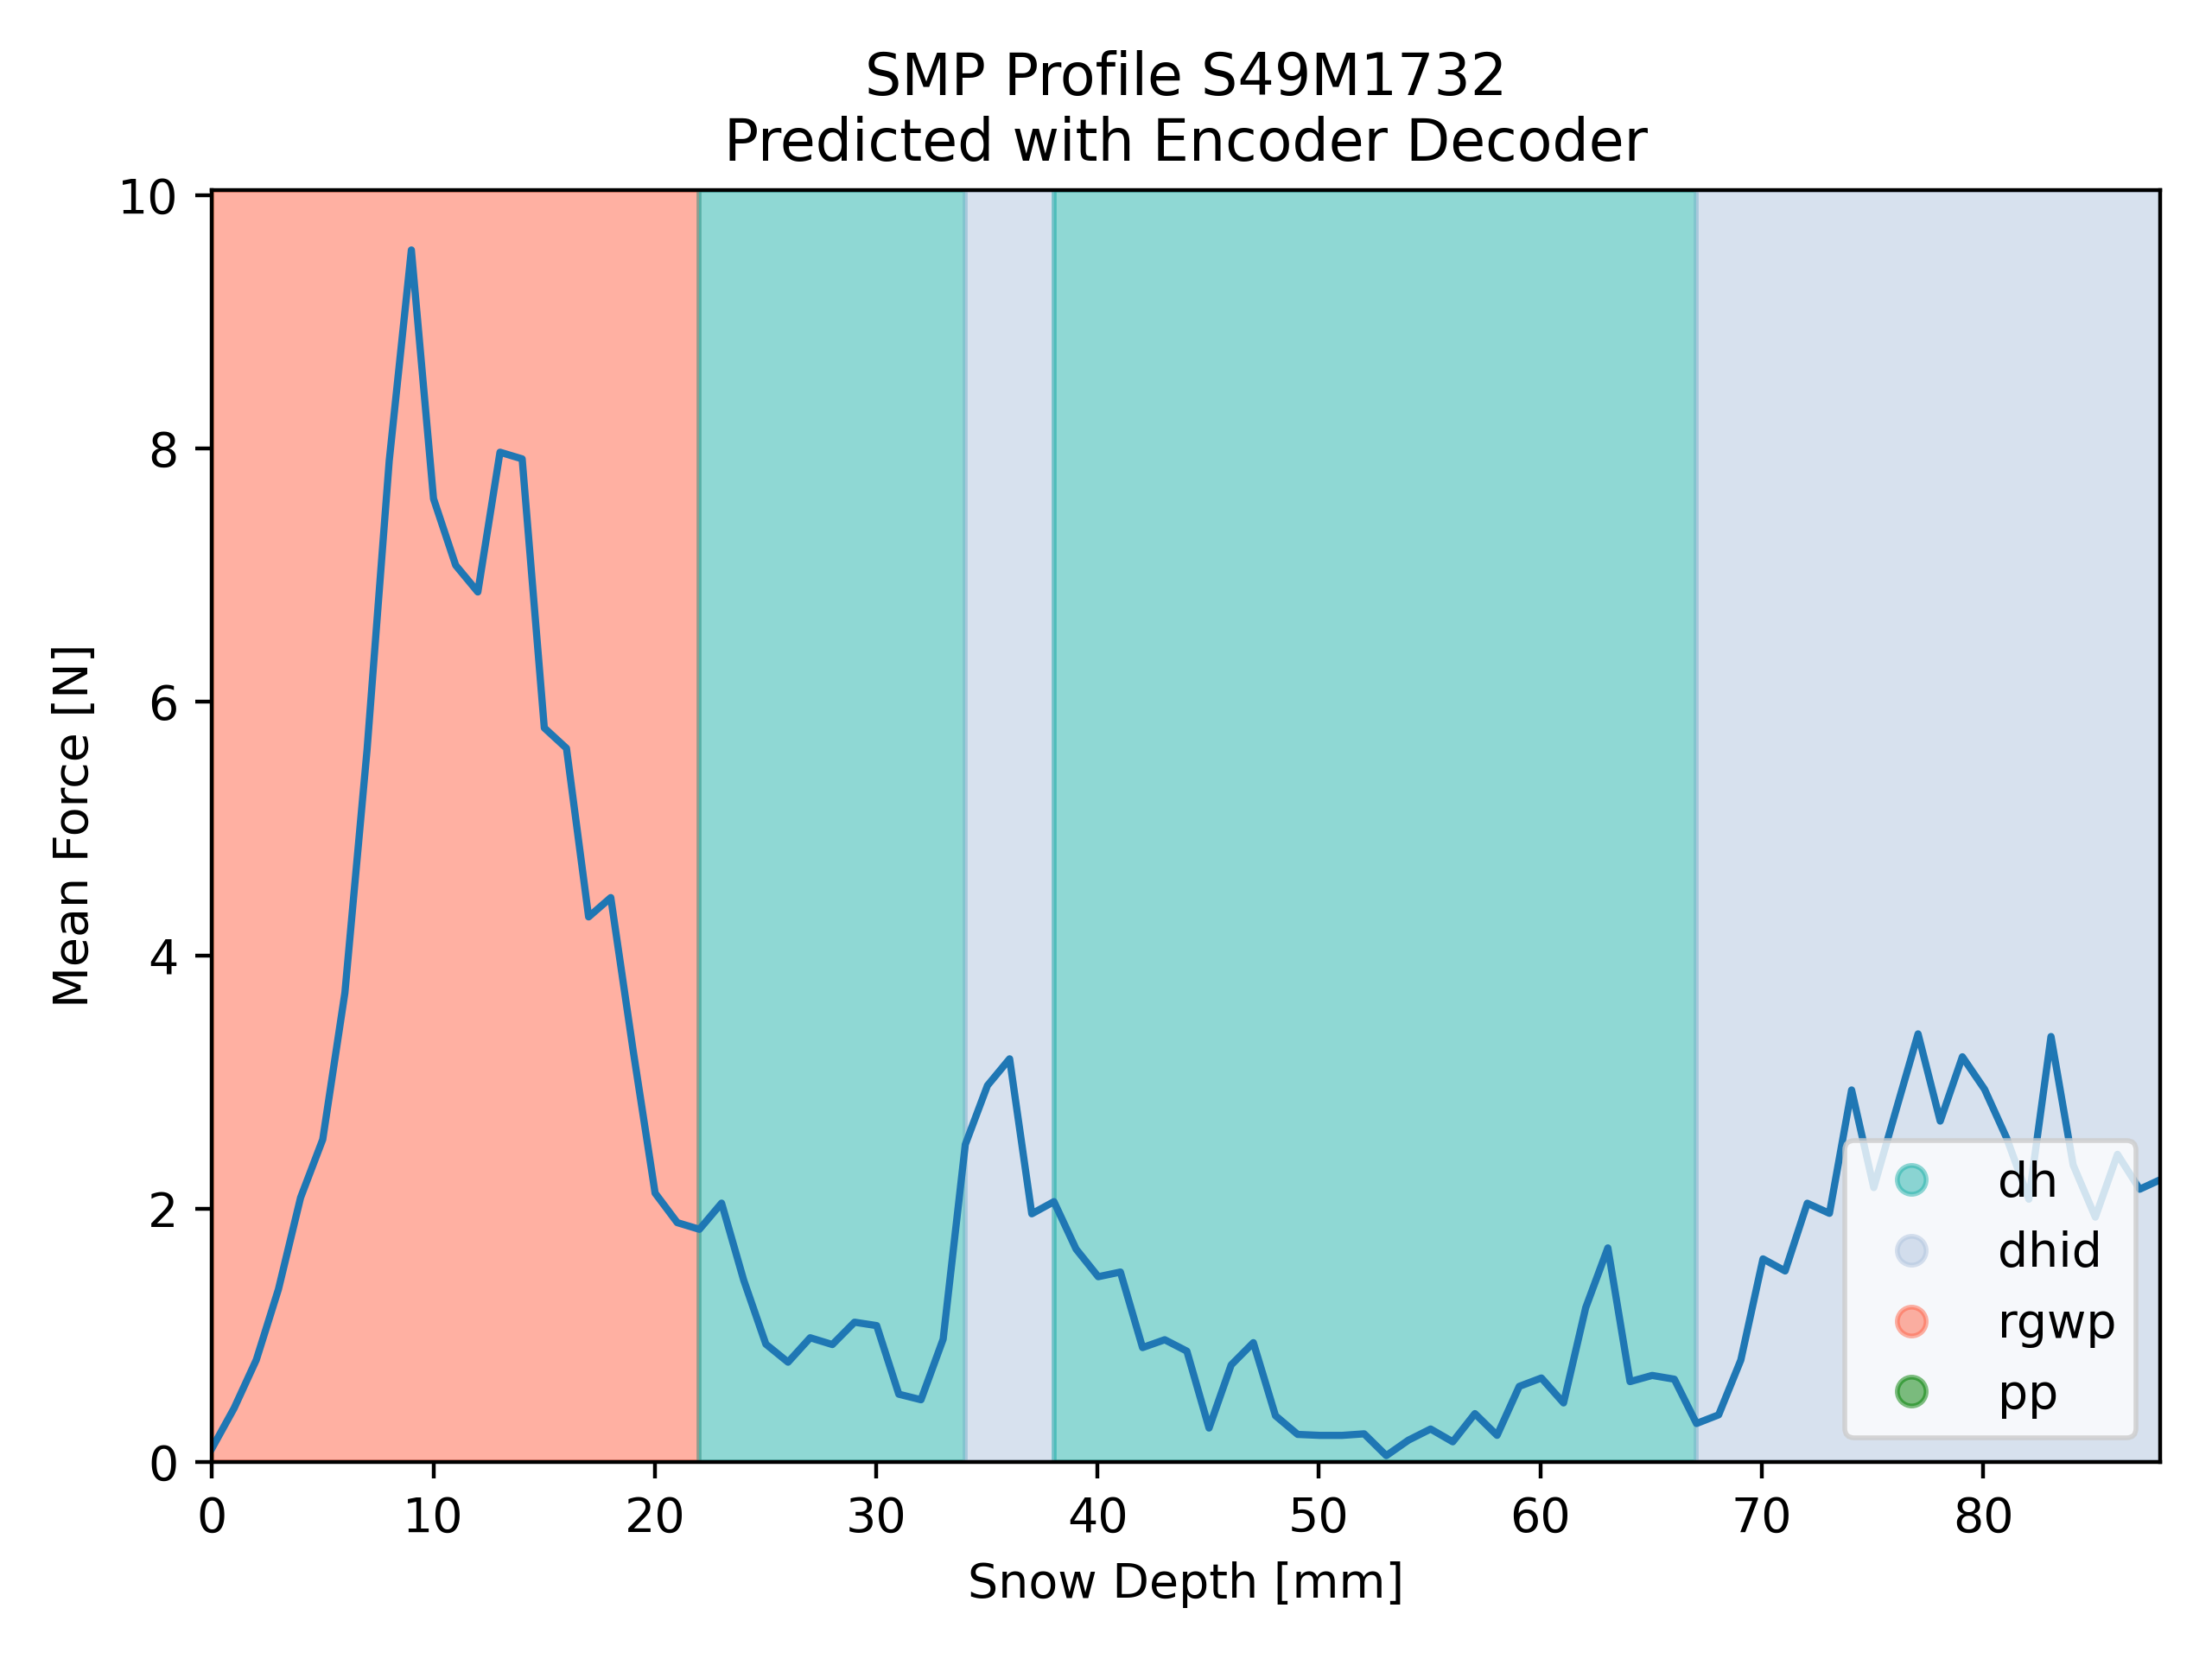 SMP Profile S49M1732
Predicted with Encoder Decoder
Mean Force [N]
10
8
6
4
2
0
0 10 20 30 40 50 60 70 80
Snow Depth [mm]
dh
dhid
rgwp
pp